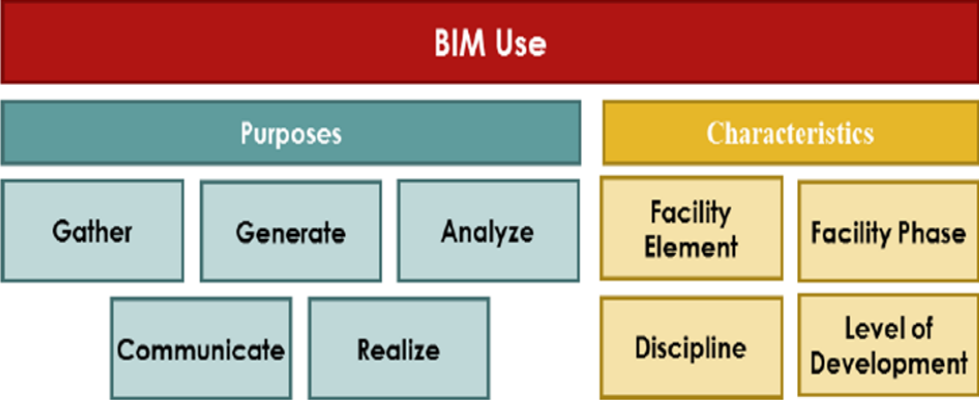 BIM Use
Purposes
Characteristics
Gather
Generate
Analyze
Communicate
Realize
Facility
Element
Facility Phase
Discipline
Level of
Development